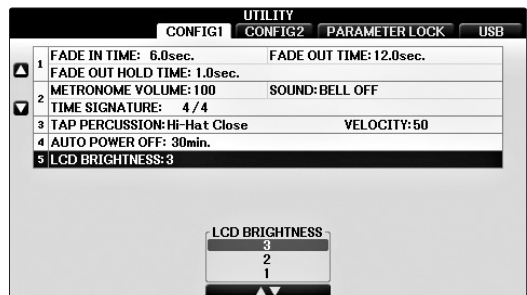 UTILITY
CONFIG1 CONFIG2 PARAMETER LOCK USB
1 FADE IN TIME: 6.0sec. FADE OUT TIME:12.0sec.
FADE OUT HOLD TIME: 1.0sec.
2 METRONOME VOLUME:100 SOUND:BELL OFF
TIME SIGNATURE: 4/4
3 TAP PERCUSSION:Hi-Hat Close VELOCITY:50
4 AUTO POWER OFF: 30min.
5 LCD BRIGHTNESS:3
LCD BRIGHTNESS
3
2
1